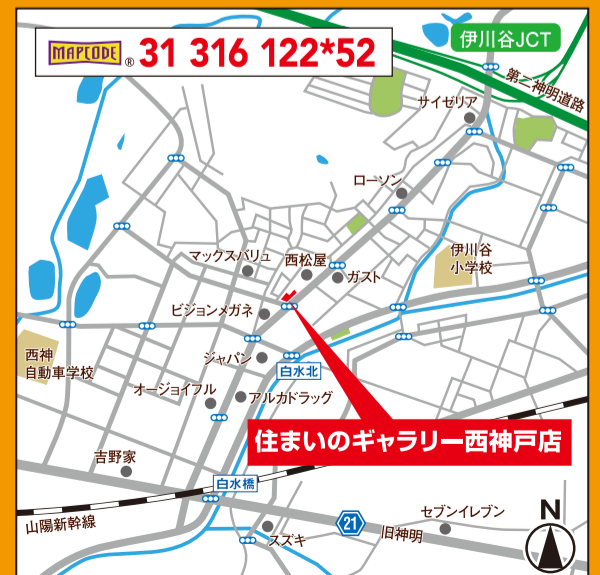 MAPCODE® 31 316 122*52
伊川谷JCT
第二神明道路
サイゼリア
ローソン
マックスバリュ
西松屋
ガスト
伊川谷
小学校
ビジョンメガネ
西神
自動車学校
ジャパン
白水北
オージョイフル
アルカドラッグ
住まいのギャラリー西神戸店
吉野家
白水橋
山陽新幹線
スズキ
21
旧神明
セブンイレブン
N